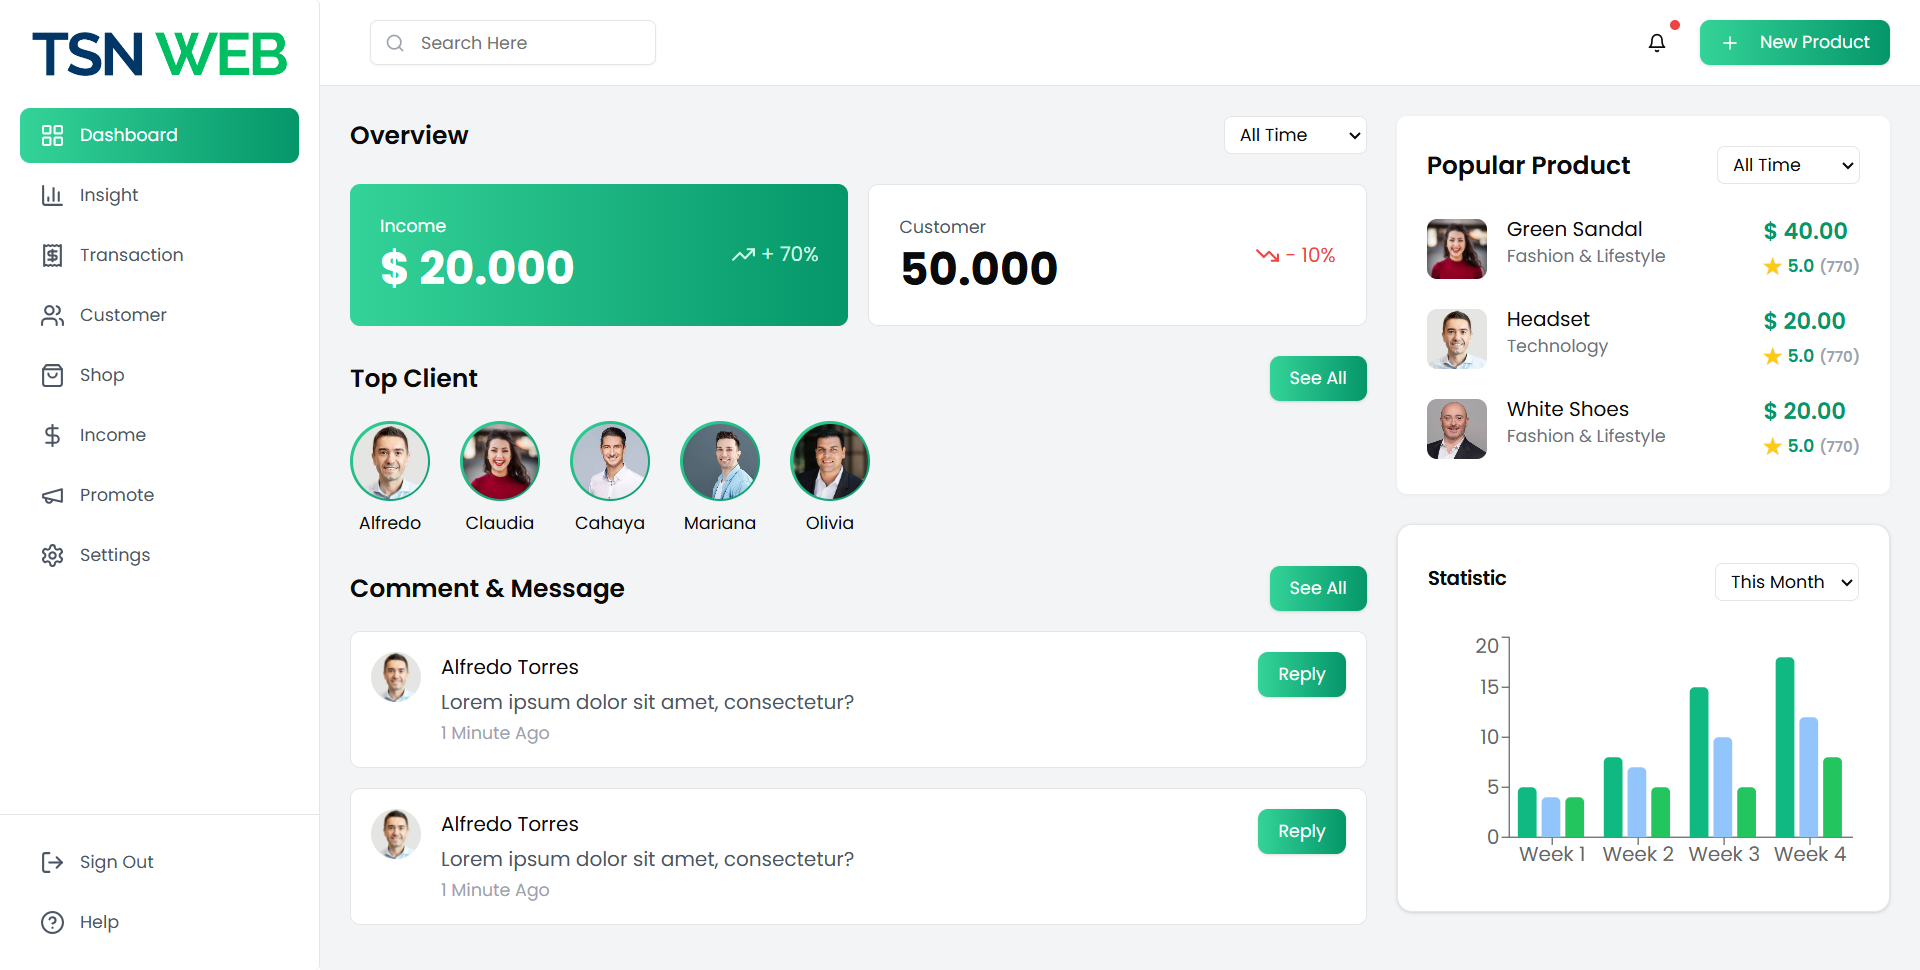 TSN WEB
Dashboard
Insight
Transaction
Customer
Shop
Income
Promote
Settings
Sign Out
Help
Search Here
New Product
Overview
All Time
Income
$ 20.000
+ 70%
Customer
50.000
- 10%
Top Client
See All
Alfredo
Claudia
Cahaya
Mariana
Olivia
Comment & Message
See All
Alfredo Torres
Lorem ipsum dolor sit amet, consectetur?
1 Minute Ago
Reply
Alfredo Torres
Lorem ipsum dolor sit amet, consectetur?
1 Minute Ago
Reply
Popular Product
All Time
Green Sandal
Fashion & Lifestyle
$ 40.00
5.0 (770)
Headset
Technology
$ 20.00
5.0 (770)
White Shoes
Fashion & Lifestyle
$ 20.00
5.0 (770)
Statistic
This Month
20
15
10
5
0
Week 1
Week 2
Week 3
Week 4